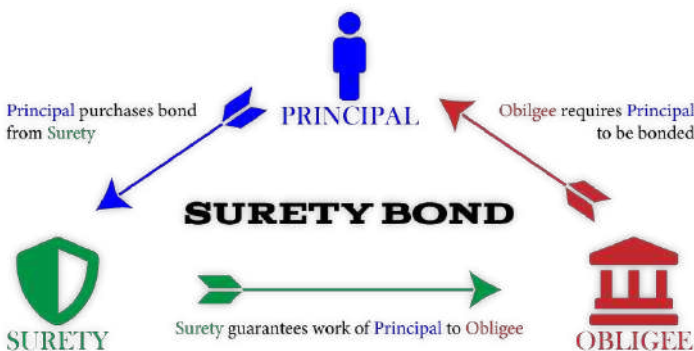 Principal purchases bond
from Surety
PRINCIPAL
Obilgee requires Principal
to be bonded
SURETY BOND
SURETY
Surety guarantees work of Principal to Obligee
OBLIGEE